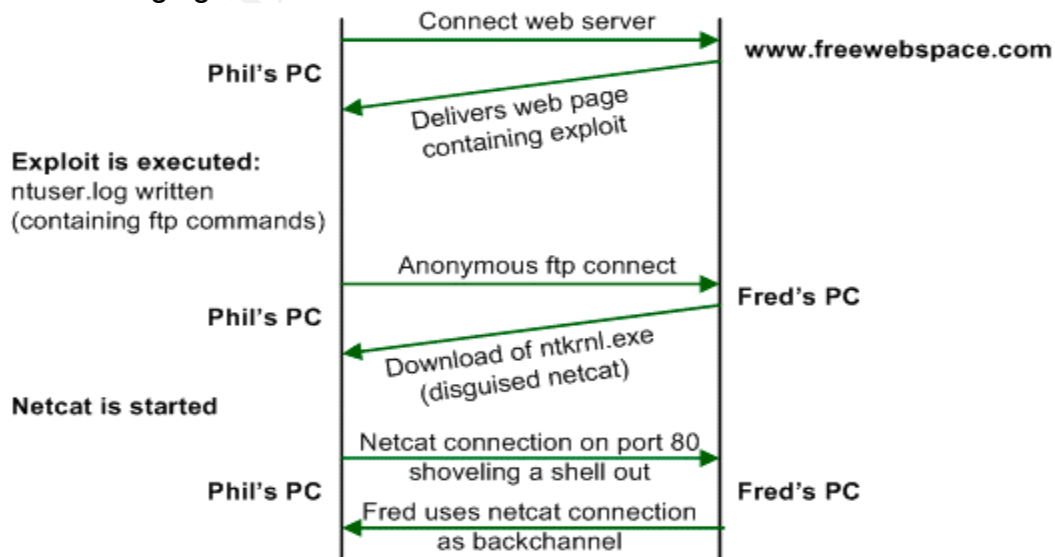 Connect web server
www.freewebspace.com
Phil's PC
Delivers web page
containing exploit
Exploit is executed:
ntuser.log written
(containing ftp commands)
Anonymous ftp connect
Fred's PC
Phil's PC
Download of ntkrnl.exe
(disguised netcat)
Netcat is started
Netcat connection on port 80
shoveling a shell out
Phil's PC
Fred's PC
Fred uses netcat connection
as backchannel